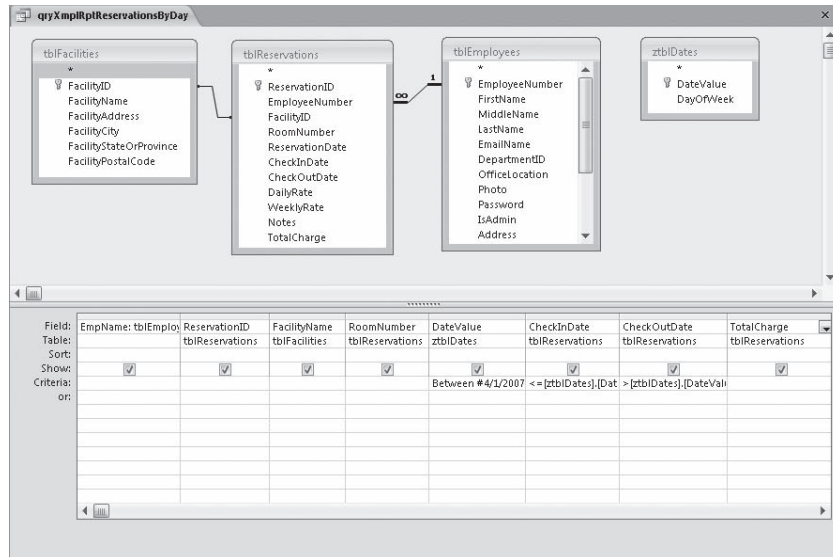 qryXmplRptReservationsByDay
tblFacilities
*
FacilityID
FacilityName
FacilityAddress
FacilityCity
FacilityStateOrProvince
FacilityPostalCode
tblReservations
*
ReservationID
EmployeeNumber
FacilityID
RoomNumber
ReservationDate
CheckInDate
CheckOutDate
DailyRate
WeeklyRate
Notes
TotalCharge
∞
1
tblEmployees
*
EmployeeNumber
FirstName
MiddleName
LastName
EmailName
DepartmentID
OfficeLocation
Photo
Password
IsAdmin
Address
ztblDates
*
DateValue
DayOfWeek
Field: EmpName: tblEmploy ReservationID FacilityName RoomNumber DateValue CheckInDate CheckOutDate TotalCharge
Table: tblReservations tblFacilities tblReservations ztblDates tblReservations tblReservations tblReservations
Sort:
Show:
Criteria: Between #4/1/2007 <=[ztblDates].[Dat >[ztblDates].[DateValu
or: